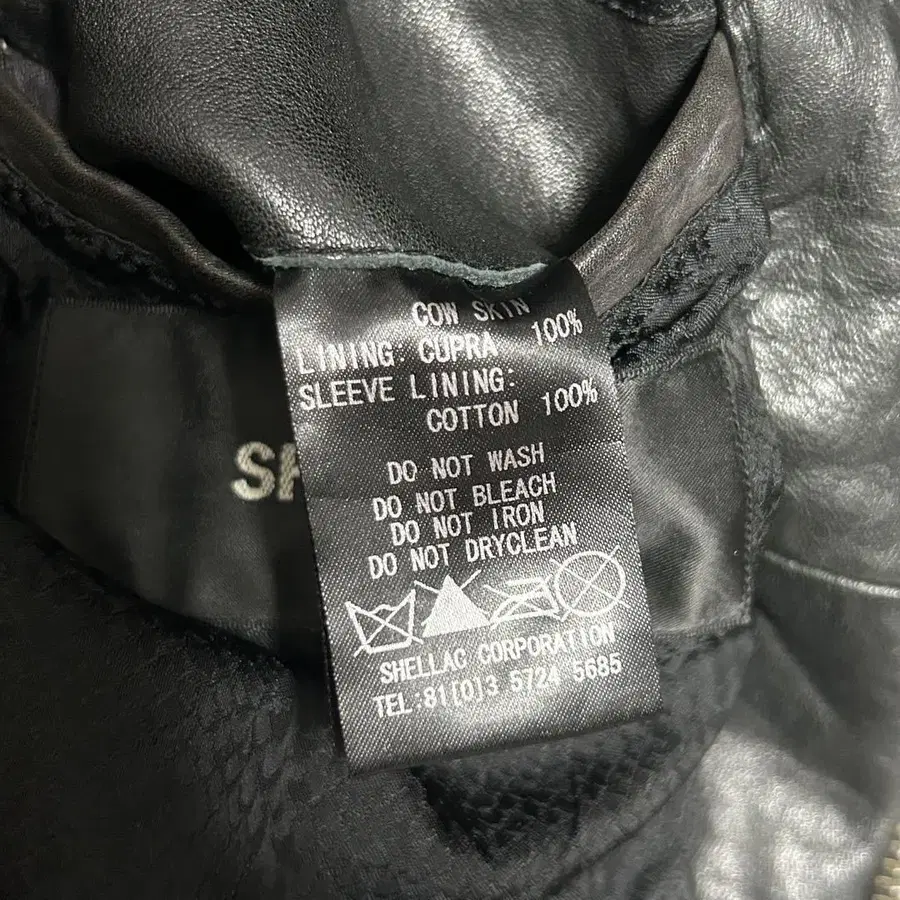 COW SKIN
LINING: CUPRA 100%
SLEEVE LINING:
COTTON 100%
DO NOT WASH
DO NOT BLEACH
DO NOT IRON
DO NOT DRYCLEAN
SHELLAC CORPORATION
TEL:81[0]3 5724 5685